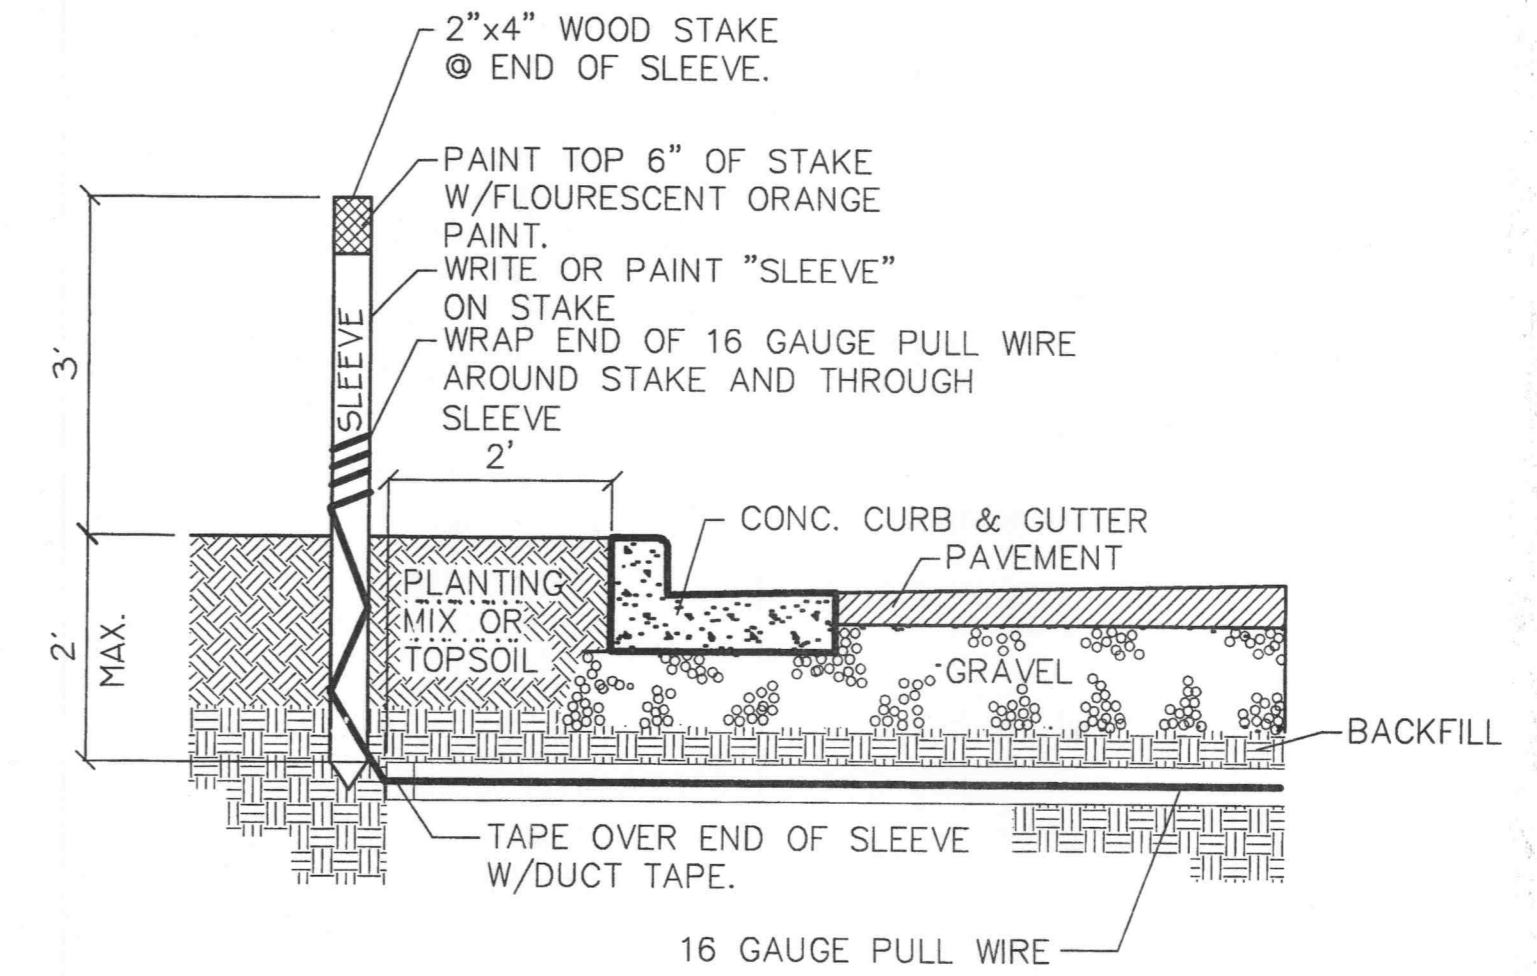 2”x4” WOOD STAKE
@ END OF SLEEVE.
PAINT TOP 6” OF STAKE
W/FLOURESCENT ORANGE
PAINT.
WRITE OR PAINT ”SLEEVE”
ON STAKE
WRAP END OF 16 GAUGE PULL WIRE
AROUND STAKE AND THROUGH
SLEEVE
2'
3'
SLEEVE
CONC. CURB & GUTTER
PAVEMENT
PLANTING
MIX OR
TOPSOIL
GRAVEL
2'
MAX.
BACKFILL
TAPE OVER END OF SLEEVE
W/DUCT TAPE.
16 GAUGE PULL WIRE